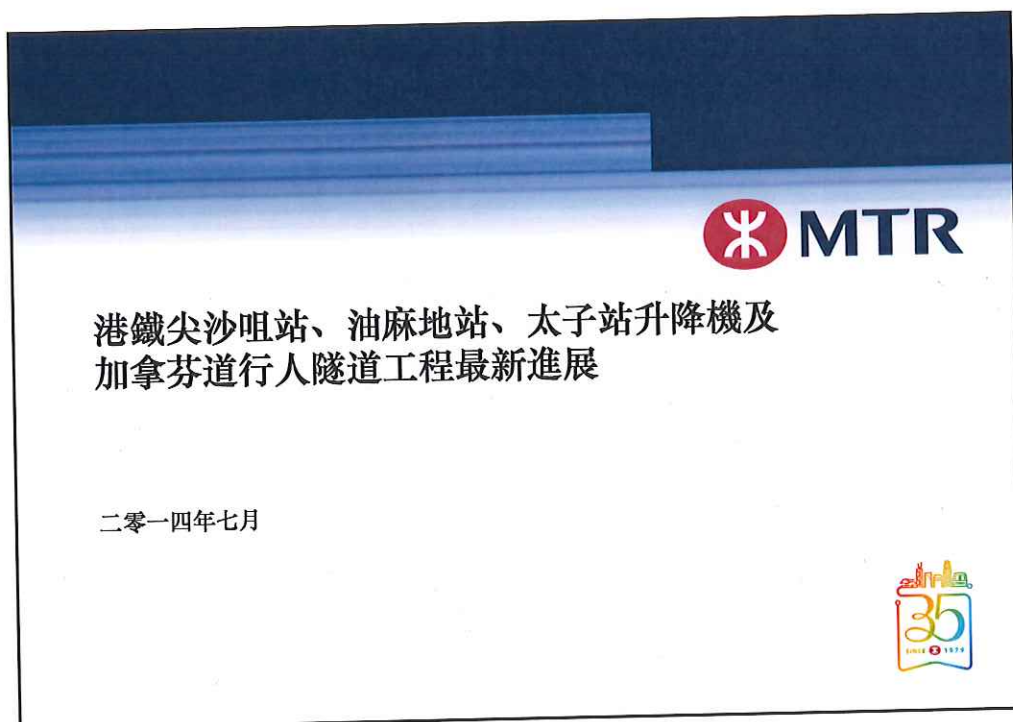 MTR
港鐵尖沙咀站、油麻地站、太子站升降機及
加拿芬道行人隧道工程最新進展
二零一四年七月
35
SINCE 1979